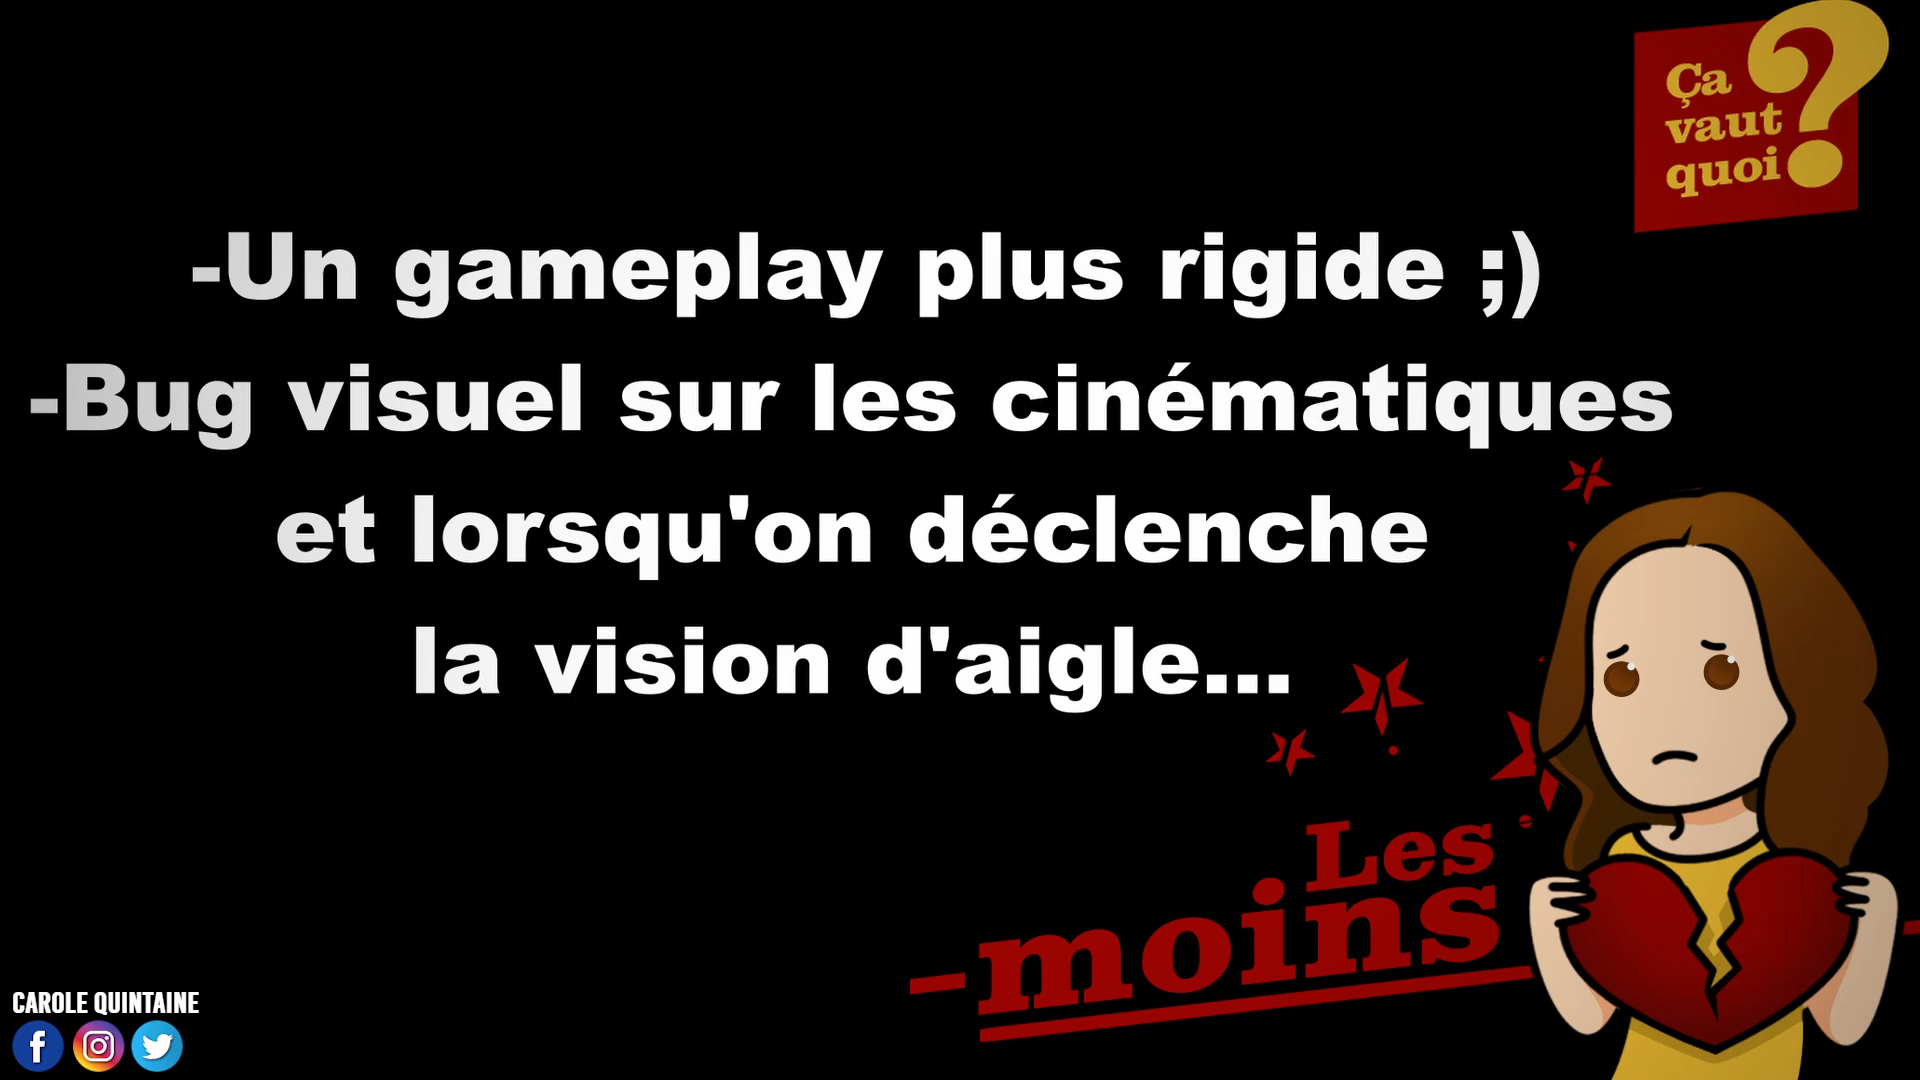 Ça
vaut
quoi ?
-Un gameplay plus rigide ;)
-Bug visuel sur les cinématiques
et lorsqu'on déclenche
la vision d'aigle...
Les
-moins-
CAROLE QUINTAINE